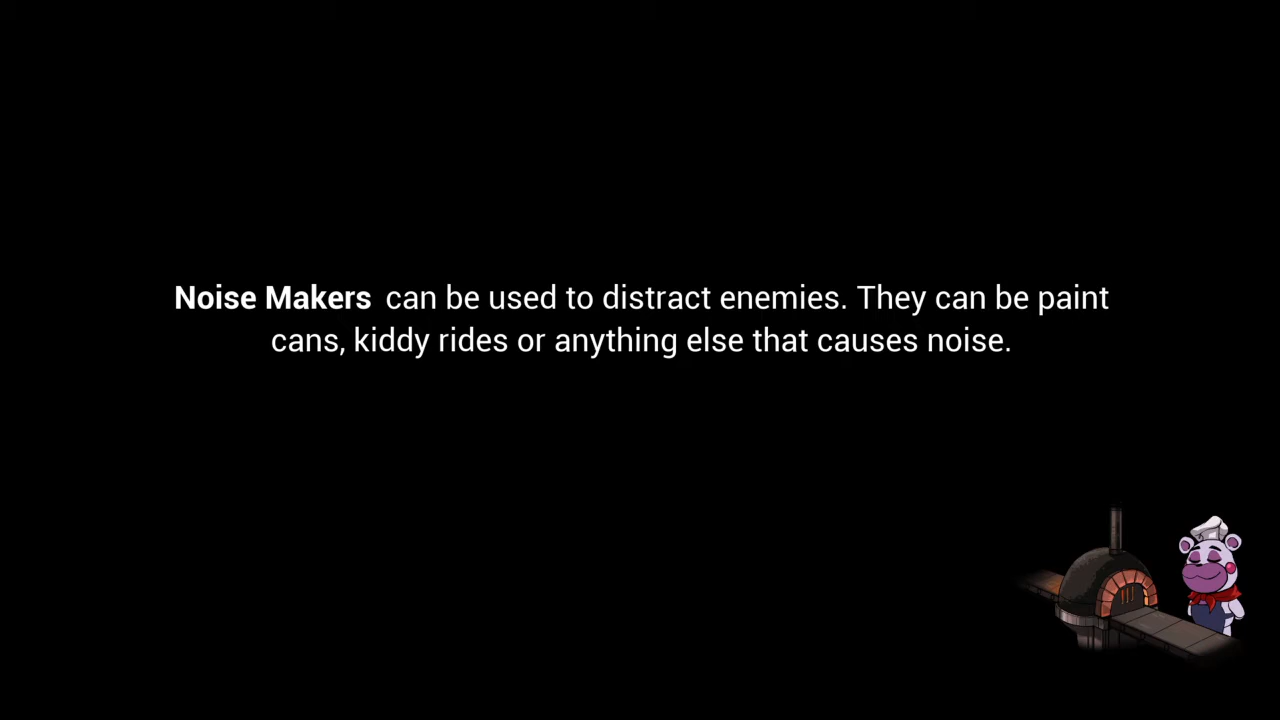 Noise Makers can be used to distract enemies. They can be paint
cans, kiddy rides or anything else that causes noise.